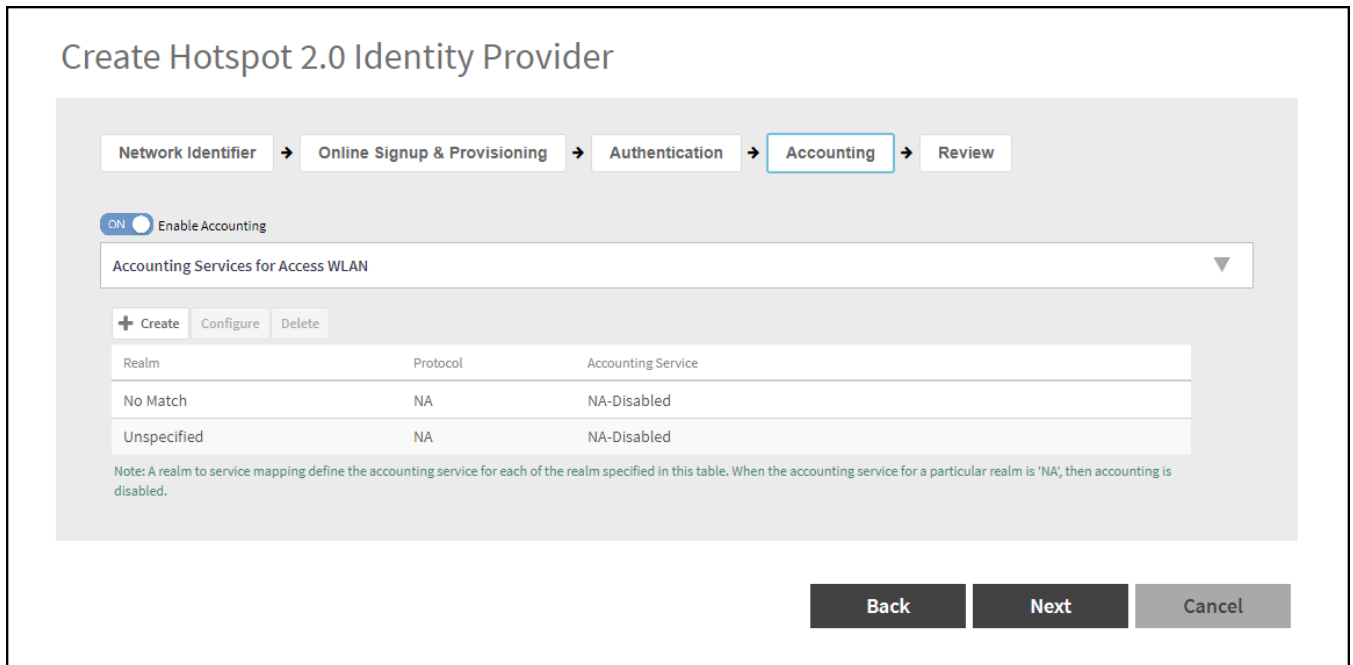 Create Hotspot 2.0 Identity Provider
Network Identifier → Online Signup & Provisioning → Authentication → Accounting → Review
ON Enable Accounting
Accounting Services for Access WLAN ▼
+ Create Configure Delete
Realm Protocol Accounting Service
No Match NA NA-Disabled
Unspecified NA NA-Disabled
Note: A realm to service mapping define the accounting service for each of the realm specified in this table. When the accounting service for a particular realm is 'NA', then accounting is
disabled.
Back Next Cancel